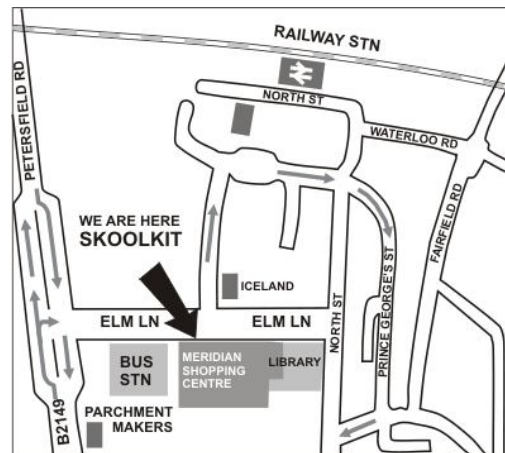 RAILWAY STN
NORTH ST
PETERSFIELD RD
WATERLOO RD
FAIRFIELD RD
WE ARE HERE
SKOOLKIT
PRINCE GEORGE'S ST
ICELAND
NORTH ST
ELM LN
ELM LN
BUS
STN
MERIDIAN
SHOPPING
CENTRE
LIBRARY
B2149
PARCHMENT
MAKERS